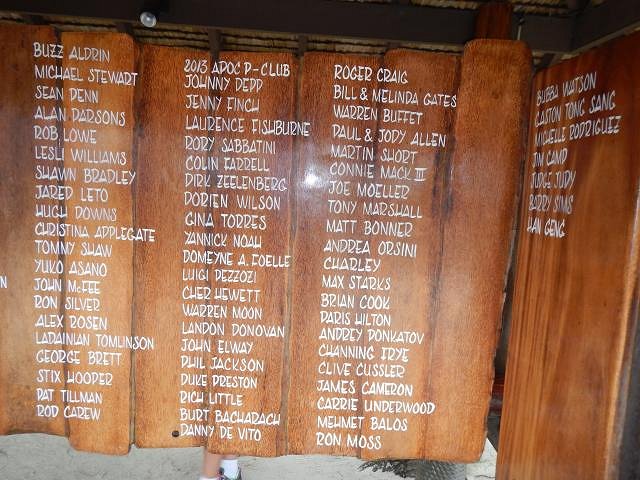 BUZZ ALDRIN
MICHAEL STEWART
SEAN PENN
ALAN PARSONS
ROB LOWE
LESLI WILLIAMS
SHAWN BRADLEY
JARED LETO
HUGH DOWNS
CHRISTINA APPLEGATE
TOMMY SHAW
YUKO ASANO
JOHN McFEE
RON SILVER
ALEX ROSEN
LADAINIAN TOMLINSON
GEORGE BRETT
STIX HOOPER
PAT TILLMAN
ROD CAREW
2013 APOC P-CLUB
JOHNNY DEPP
JENNY FINCH
LAURENCE FISHBURNE
RORY SABBATINI
COLIN FARRELL
DIRK ZEELENBERG
DORIEN WILSON
GINA TORRES
YANNICK NOAH
DOMEYNE A. FOELLE
LUIGI PEZZOZI
CHER HEWETT
WARREN MOON
LANDON DONOVAN
JOHN ELWAY
PHIL JACKSON
DUKE PRESTON
RICH LITTLE
BURT BACHARACH
DANNY DE VITO
ROGER CRAIG
BILL & MELINDA GATES
WARREN BUFFET
PAUL & JODY ALLEN
MARTIN SHORT
CONNIE MACK III
JOE MOELLER
TONY MARSHALL
MATT BONNER
ANDREA ORSINI
CHARLEY
MAX STARKS
BRIAN COOK
PARIS HILTON
ANDREY PONKATOV
CHANNING FRYE
CLIVE CUSSLER
JAMES CAMERON
CARRIE UNDERWOOD
MEHMET BALOS
RON MOSS
BUBBA WATSON
GASTON TONG SANG
MICHELLE RODRIGUEZ
JIM CAMP
JUDGE JUDY
BARRY SIMS
HAN GENG